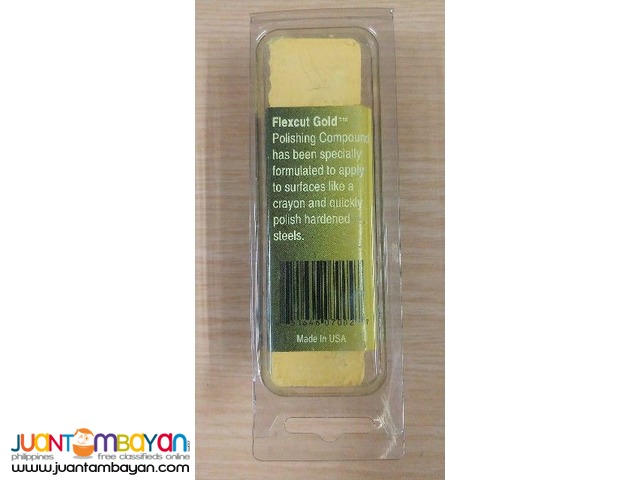 Flexcut Gold™
Polishing Compound
has been specially
formulated to apply
to surfaces like a
crayon and quickly
polish hardened
steels.
Made In USA
JUANTAMBAYAN
philippines free classifieds online
www.juantambayan.com